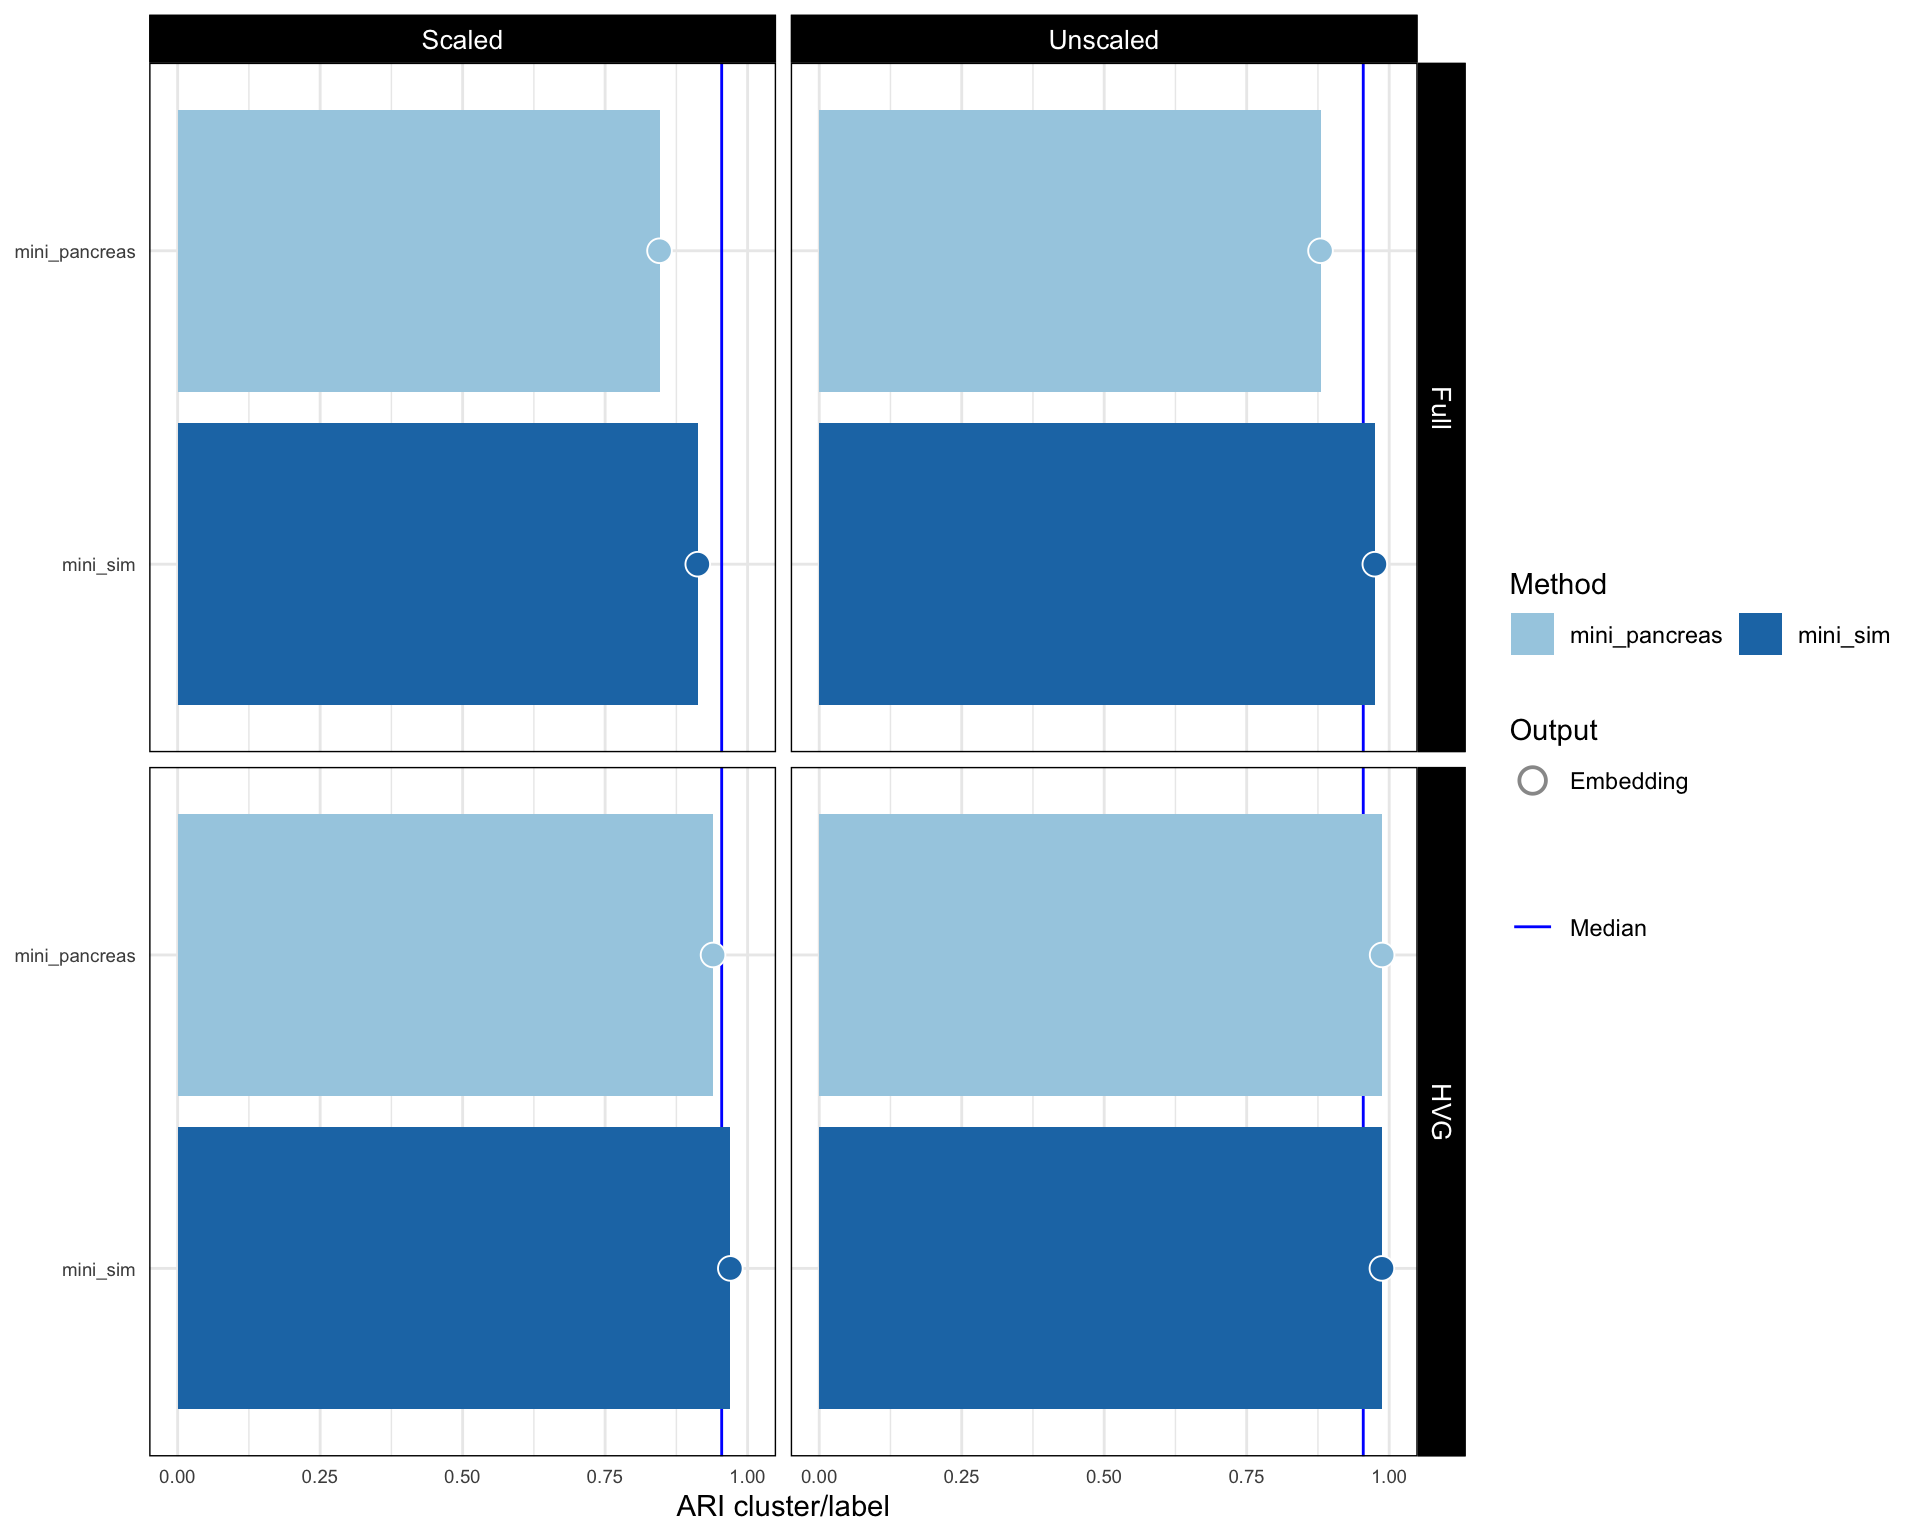 Scaled
Unscaled
Full
mini_pancreas
mini_sim
HVG
mini_pancreas
mini_sim
0.00 0.25 0.50 0.75 1.00
0.00 0.25 0.50 0.75 1.00
ARI cluster/label
Method
mini_pancreas mini_sim
Output
Embedding
Median